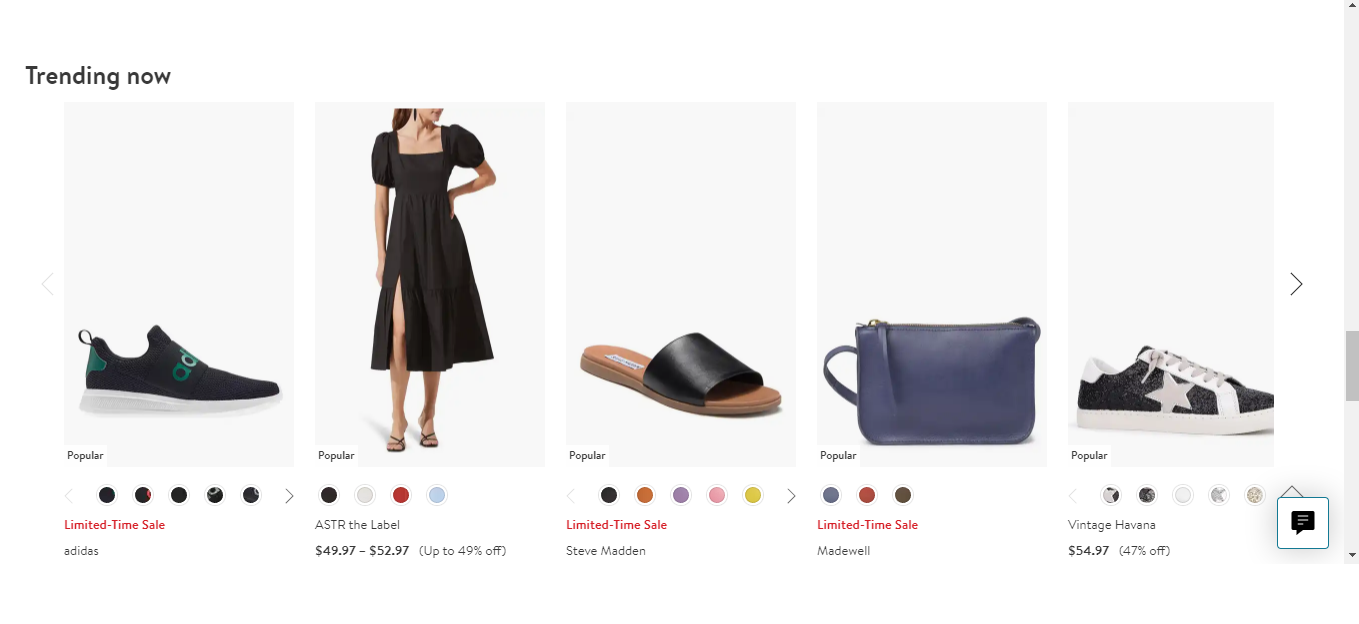 Trending now
Popular
Popular
Popular
Popular
Popular
Limited-Time Sale
adidas
ASTR the Label
$49.97 – $52.97 (Up to 49% off)
Limited-Time Sale
Steve Madden
Limited-Time Sale
Madewell
Vintage Havana
$54.97 (47% off)